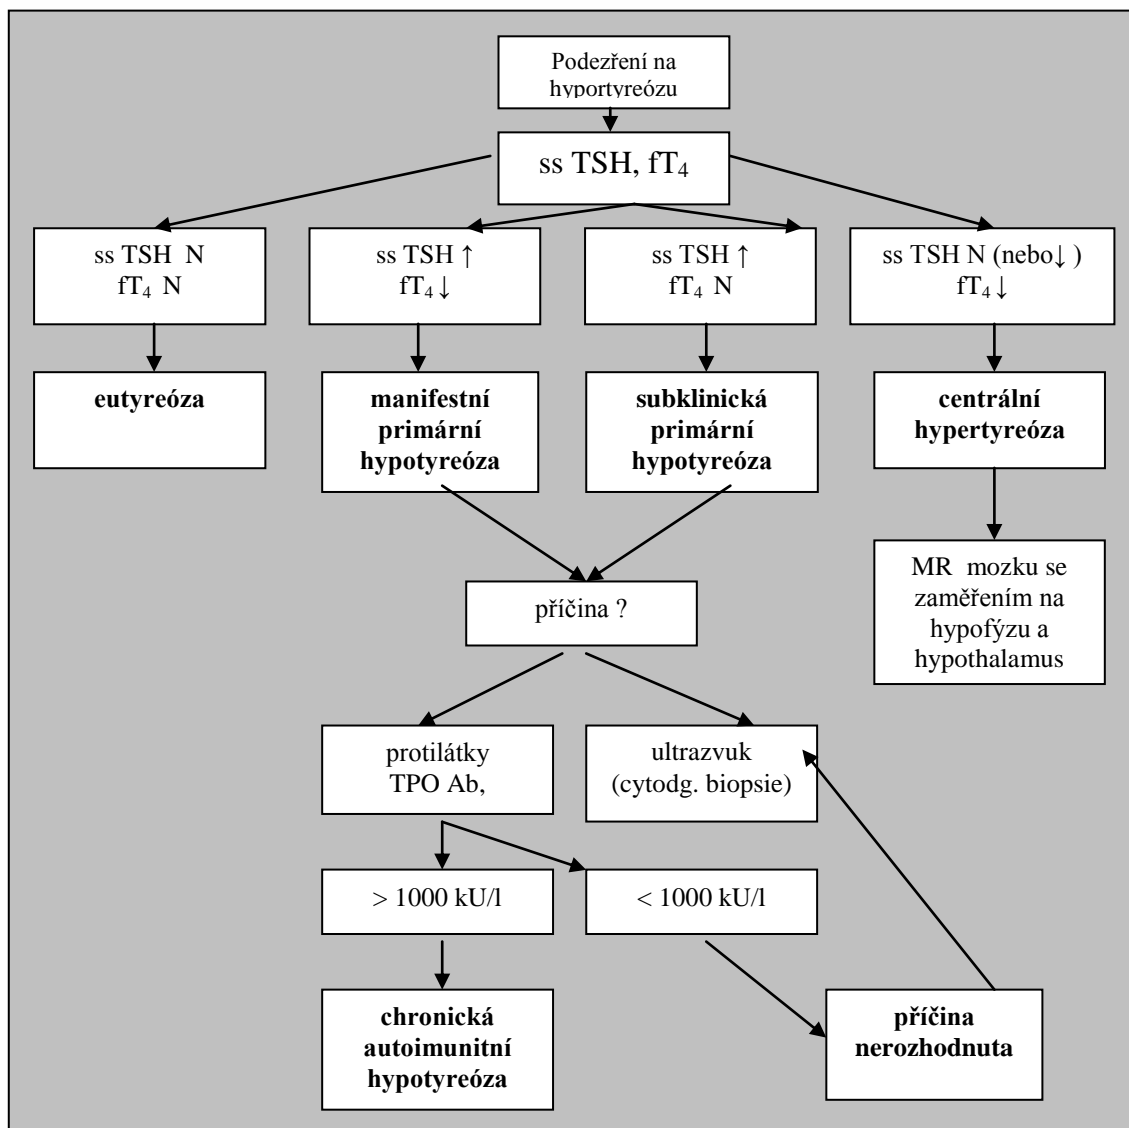 Podezření na
hyportyreózu
ss TSH, fT₄
ss TSH N
fT₄ N
ss TSH ↑
fT₄ ↓
ss TSH ↑
fT₄ N
ss TSH N (nebo↓ )
fT₄ ↓
eutyreóza
manifestní
primární
hypotyreóza
subklinická
primární
hypotyreóza
centrální
hypertyreóza
MR mozku se
zaměřením na
hypofýzu a
hypothalamus
příčina ?
protilátky
TPO Ab,
ultrazvuk
(cytodg. biopsie)
> 1000 kU/l
< 1000 kU/l
chronická
autoimunitní
hypotyreóza
příčina
nerozhodnuta